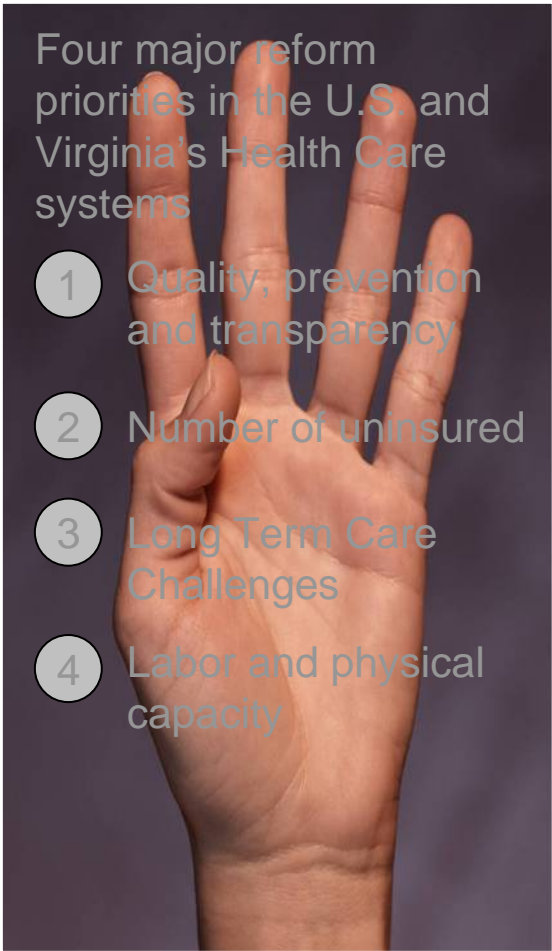 Four major reform
priorities in the U.S. and
Virginia's Health Care
systems
1 Quality, prevention
and transparency
2 Number of uninsured
3 Long Term Care
Challenges
4 Labor and physical
capacity